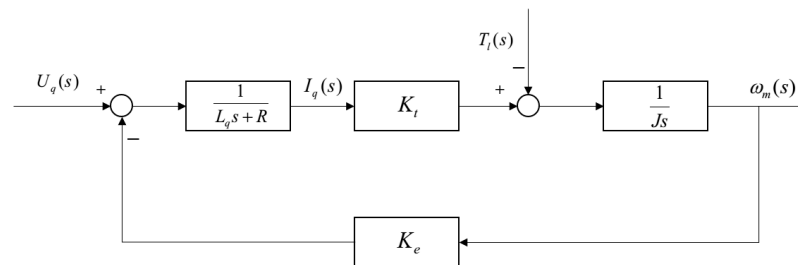 U_q(s)
+
−
1
L_q s + R
I_q(s)
K_t
T_l(s)
−
+
1
Js
ω_m(s)
K_e